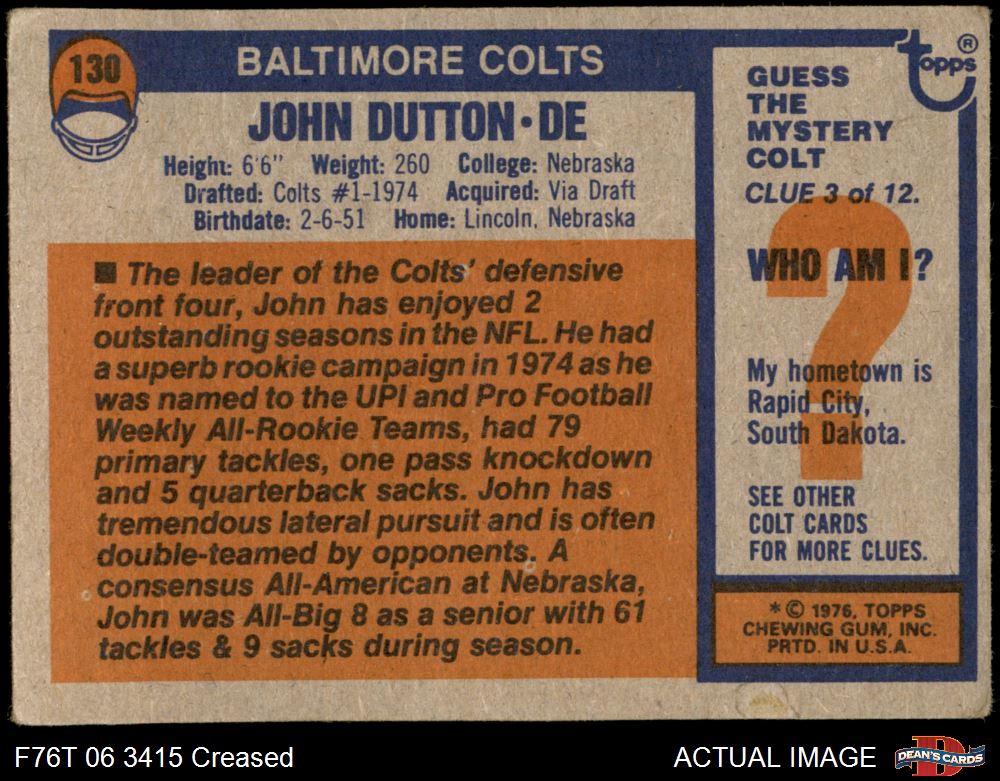 130
BALTIMORE COLTS
JOHN DUTTON • DE
Height: 6'6" Weight: 260 College: Nebraska
Drafted: Colts #1-1974 Acquired: Via Draft
Birthdate: 2-6-51 Home: Lincoln, Nebraska
■ The leader of the Colts' defensive
front four, John has enjoyed 2
outstanding seasons in the NFL. He had
a superb rookie campaign in 1974 as he
was named to the UPI and Pro Football
Weekly All-Rookie Teams, had 79
primary tackles, one pass knockdown
and 5 quarterback sacks. John has
tremendous lateral pursuit and is often
double-teamed by opponents. A
consensus All-American at Nebraska,
John was All-Big 8 as a senior with 61
tackles & 9 sacks during season.
topps ®
GUESS
THE
MYSTERY
COLT
CLUE 3 of 12.
?
WHO AM I?
My hometown is
Rapid City,
South Dakota.
SEE OTHER
COLT CARDS
FOR MORE CLUES.
* © 1976, TOPPS
CHEWING GUM, INC.
PRTD. IN U.S.A.
F76T 06 3415 Creased
ACTUAL IMAGE
D
DEAN'S CARDS